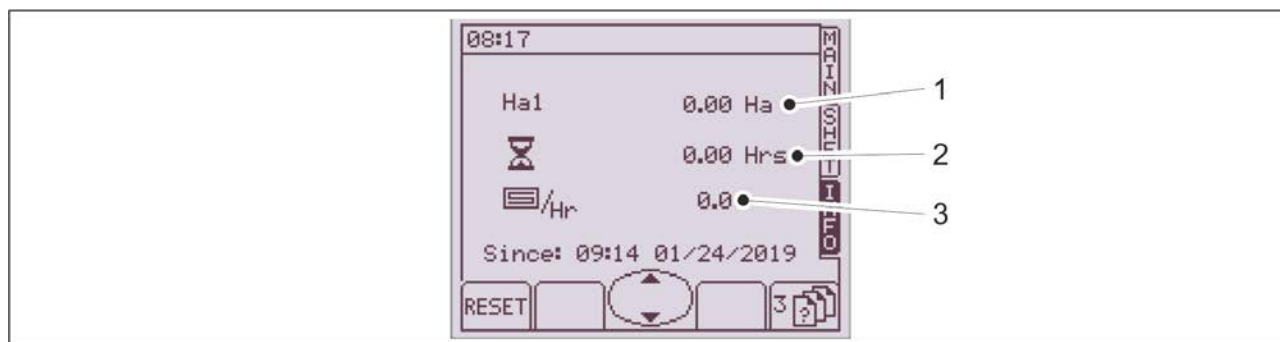 08:17
MAIN SHEET
INFO
Ha1 0.00 Ha 1
0.00 Hrs 2
/Hr 0.0 3
Since: 09:14 01/24/2019
RESET 3 ?